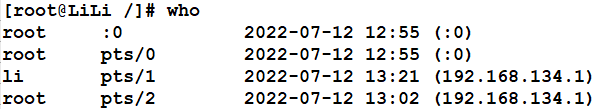 [root@LiLi /]# who
root     :0           2022-07-12 12:55 (:0)
root     pts/0        2022-07-12 12:55 (:0)
li       pts/1        2022-07-12 13:21 (192.168.134.1)
root     pts/2        2022-07-12 13:02 (192.168.134.1)